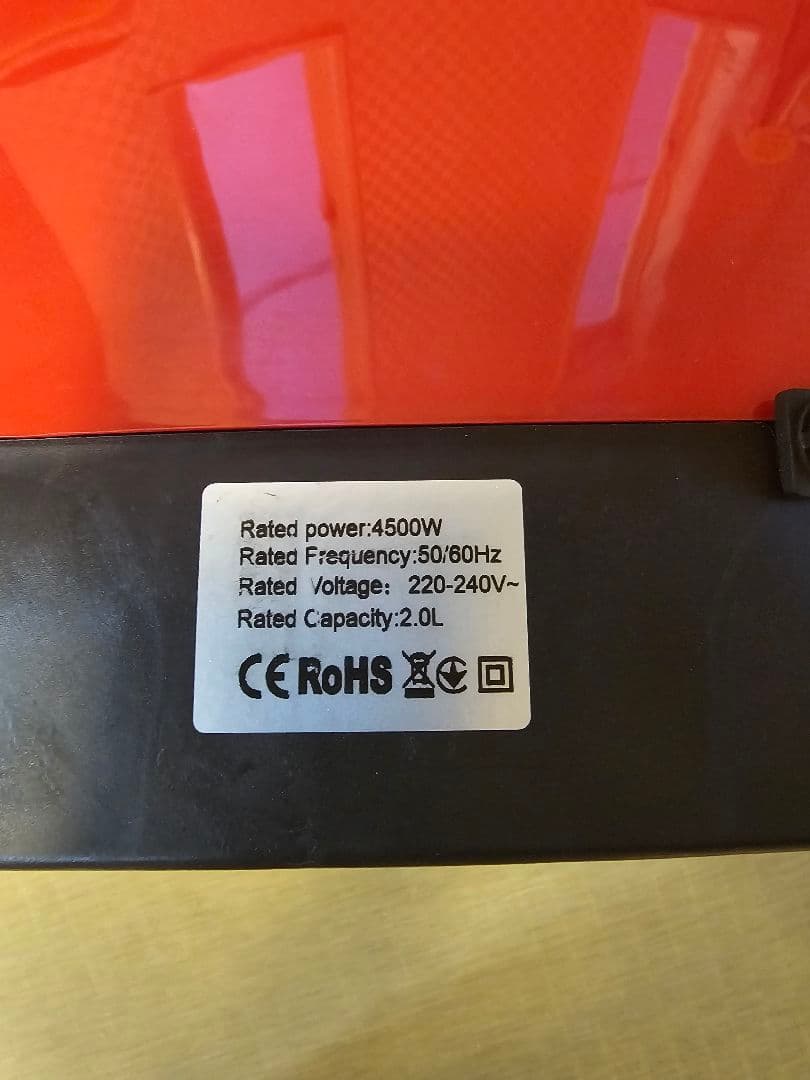 Rated power:4500W
Rated Frequency:50/60Hz
Rated Voltage: 220-240V~
Rated Capacity:2.0L
CE RoHS